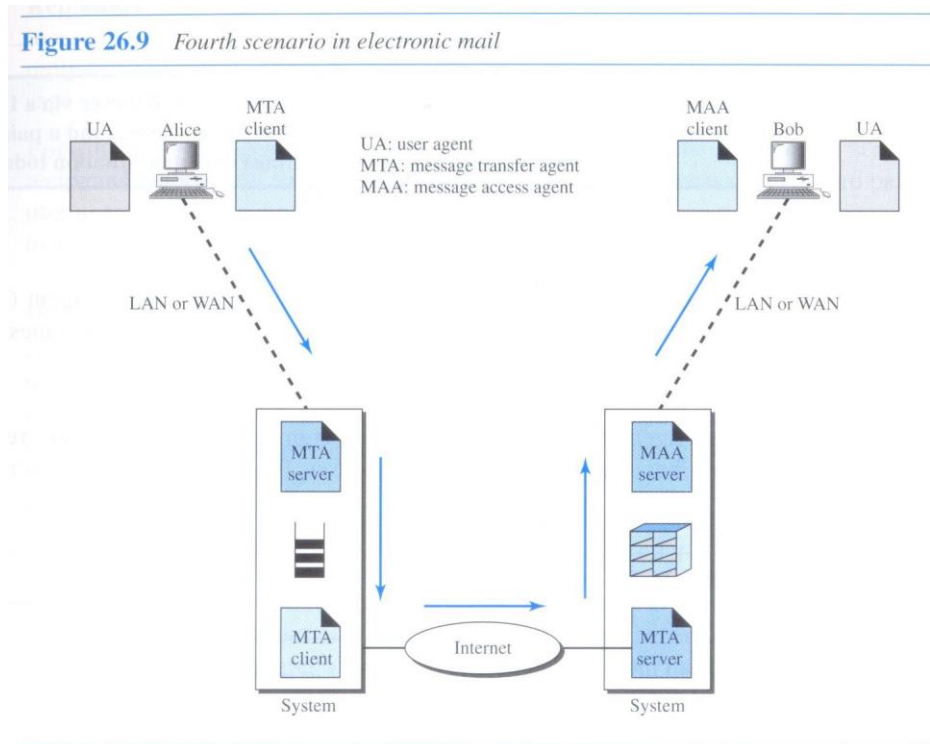 Figure 26.9 Fourth scenario in electronic mail
UA
Alice
MTA
client
UA: user agent
MTA: message transfer agent
MAA: message access agent
MAA
client
Bob
UA
LAN or WAN
LAN or WAN
MTA
server
MAA
server
MTA
client
Internet
MTA
server
System
System